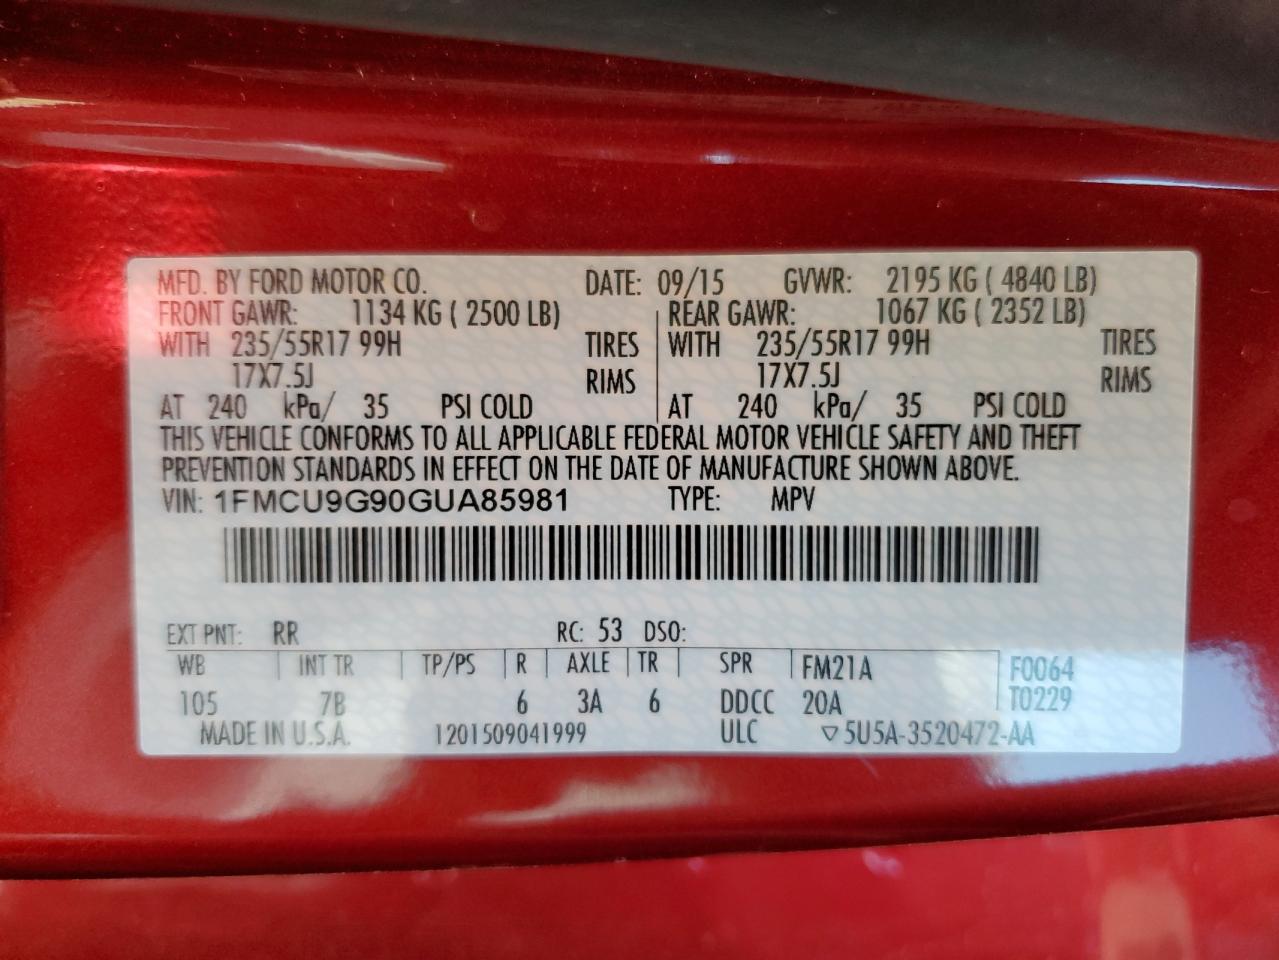 MFD. BY FORD MOTOR CO. DATE: 09/15 GVWR: 2195 KG ( 4840 LB)
FRONT GAWR: 1134 KG ( 2500 LB) REAR GAWR: 1067 KG ( 2352 LB)
WITH 235/55R17 99H TIRES WITH 235/55R17 99H TIRES
17X7.5J RIMS 17X7.5J RIMS
AT 240 kPa/ 35 PSI COLD AT 240 kPa/ 35 PSI COLD
THIS VEHICLE CONFORMS TO ALL APPLICABLE FEDERAL MOTOR VEHICLE SAFETY AND THEFT
PREVENTION STANDARDS IN EFFECT ON THE DATE OF MANUFACTURE SHOWN ABOVE.
VIN: 1FMCU9G90GUA85981 TYPE: MPV
EXT PNT: RR RC: 53 DSO:
WB INT TR TP/PS R AXLE TR SPR FM21A F0064
105 7B 6 3A 6 DDCC 20A T0229
MADE IN U.S.A. 1201509041999 ULC ▽5U5A-3520472-AA